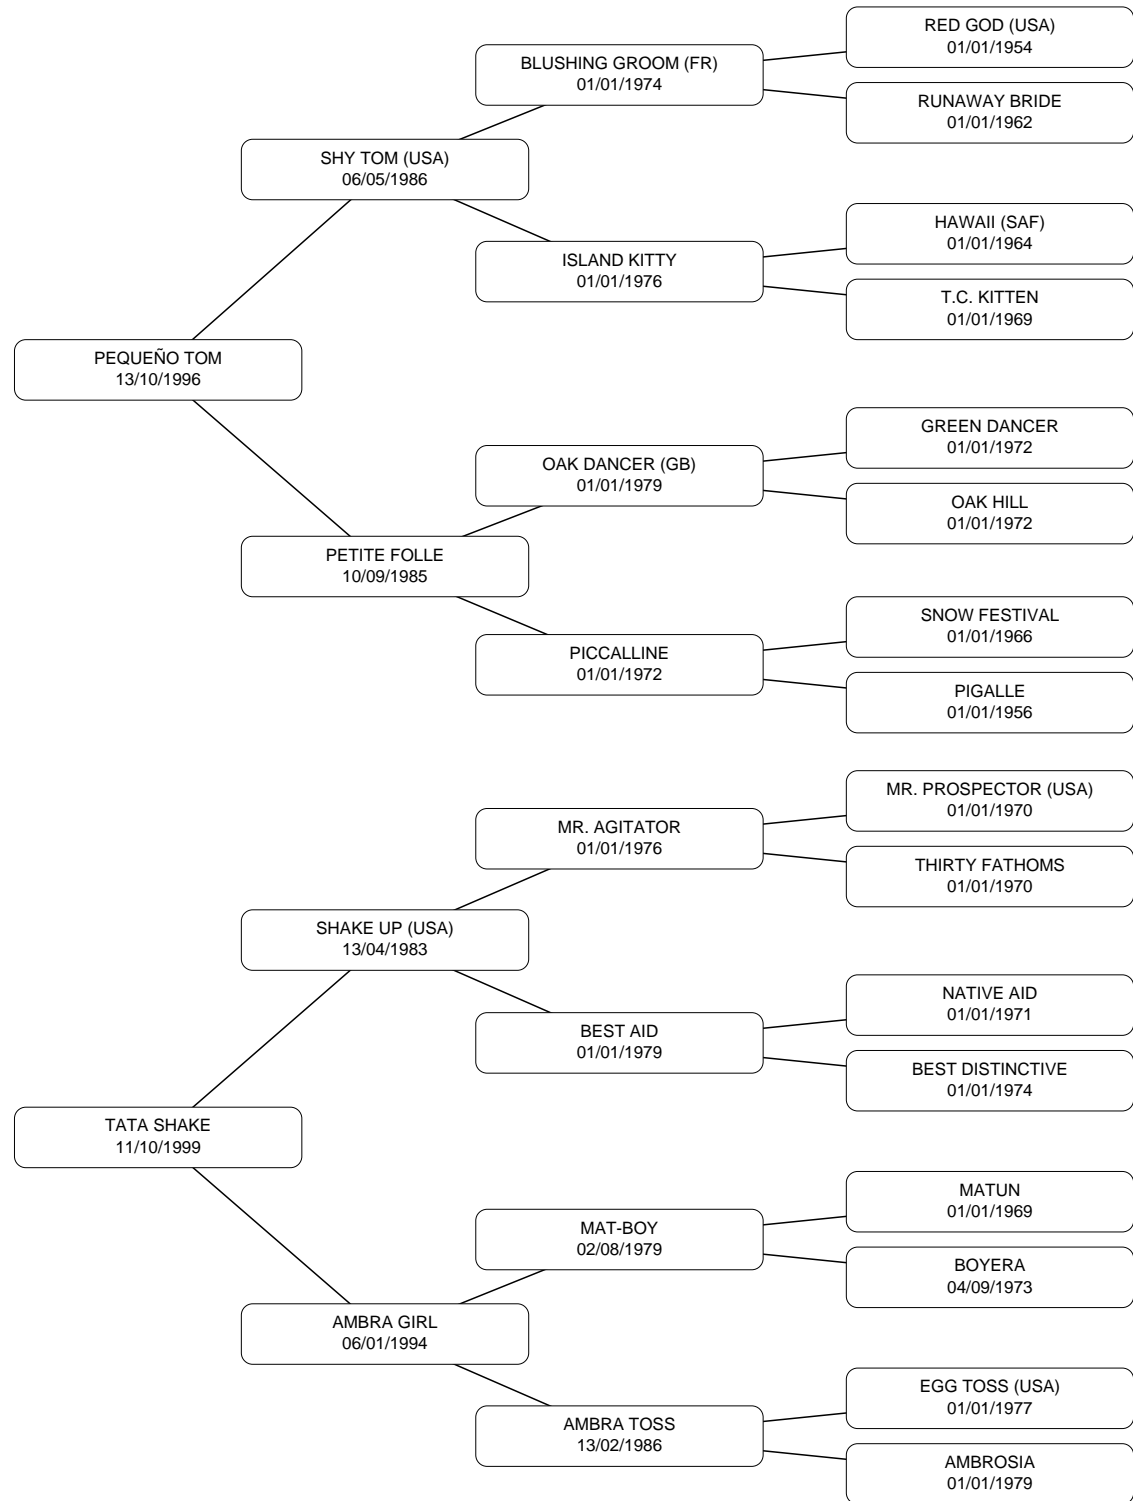 RED GOD (USA)
01/01/1954
BLUSHING GROOM (FR)
01/01/1974
RUNAWAY BRIDE
01/01/1962
SHY TOM (USA)
06/05/1986
HAWAII (SAF)
01/01/1964
ISLAND KITTY
01/01/1976
T.C. KITTEN
01/01/1969
PEQUEÑO TOM
13/10/1996
GREEN DANCER
01/01/1972
OAK DANCER (GB)
01/01/1979
OAK HILL
01/01/1972
PETITE FOLLE
10/09/1985
SNOW FESTIVAL
01/01/1966
PICCALLINE
01/01/1972
PIGALLE
01/01/1956
MR. PROSPECTOR (USA)
01/01/1970
MR. AGITATOR
01/01/1976
THIRTY FATHOMS
01/01/1970
SHAKE UP (USA)
13/04/1983
NATIVE AID
01/01/1971
BEST AID
01/01/1979
BEST DISTINCTIVE
01/01/1974
TATA SHAKE
11/10/1999
MATUN
01/01/1969
MAT-BOY
02/08/1979
BOYERA
04/09/1973
AMBRA GIRL
06/01/1994
EGG TOSS (USA)
01/01/1977
AMBRA TOSS
13/02/1986
AMBROSIA
01/01/1979